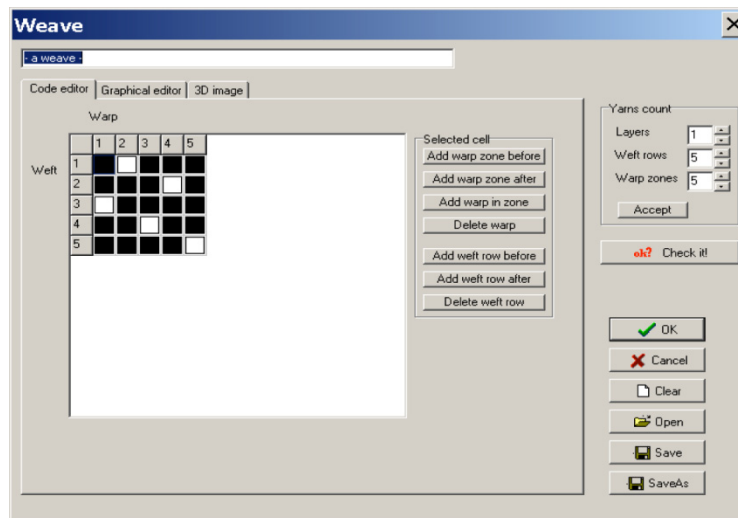 Weave
- a weave -
Code editor Graphical editor 3D image
Warp
1 2 3 4 5
Weft
1
2
3
4
5
Selected cell
Add warp zone before
Add warp zone after
Add warp in zone
Delete warp
Add weft row before
Add weft row after
Delete weft row
Yarns count
Layers 1
Weft rows 5
Warp zones 5
Accept
ok? Check it!
OK
Cancel
Clear
Open
Save
SaveAs